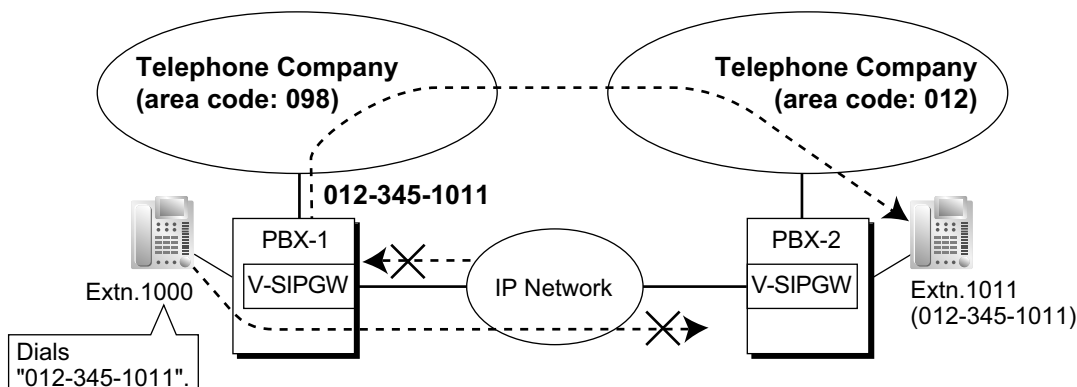 Telephone Company
(area code: 098)
Telephone Company
(area code: 012)
012-345-1011
PBX-1
V-SIPGW
IP Network
PBX-2
V-SIPGW
Extn.1000
Extn.1011
(012-345-1011)
Dials
"012-345-1011".